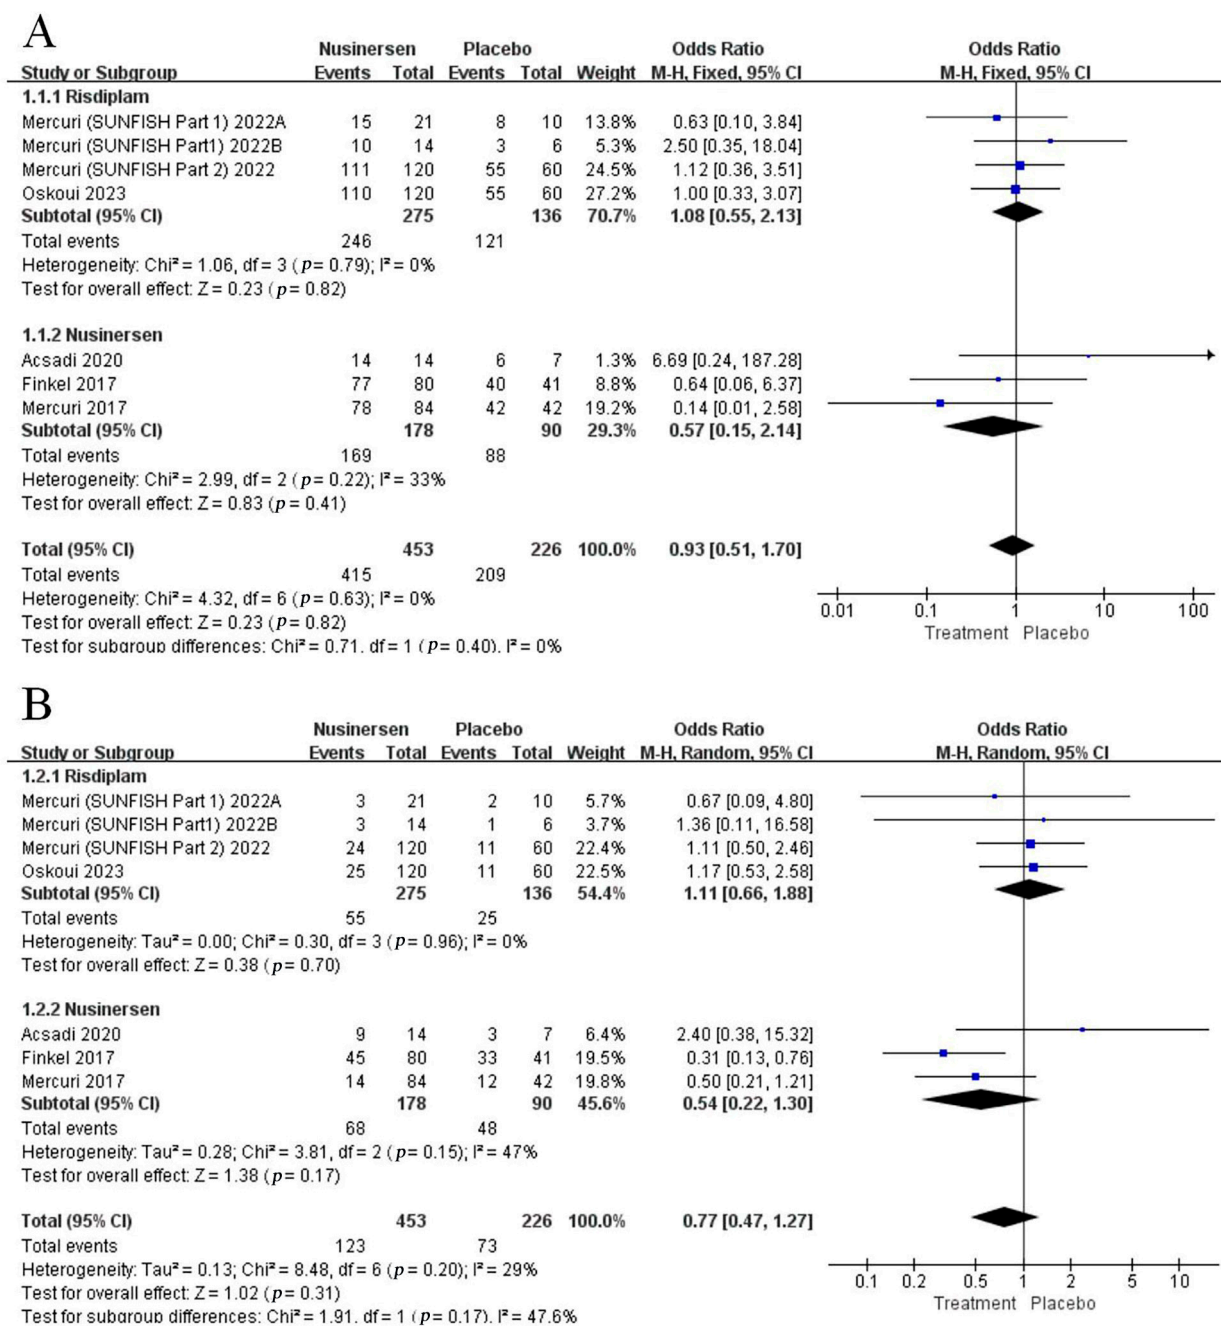 A
Nusinersen Placebo Odds Ratio Odds Ratio
Study or Subgroup Events Total Events Total Weight M-H, Fixed, 95% CI M-H, Fixed, 95% CI
1.1.1 Risdiplam
Mercuri (SUNFISH Part 1) 2022A 15 21 8 10 13.8% 0.63 [0.10, 3.84]
Mercuri (SUNFISH Part1) 2022B 10 14 3 6 5.3% 2.50 [0.35, 18.04]
Mercuri (SUNFISH Part 2) 2022 111 120 55 60 24.5% 1.12 [0.36, 3.51]
Oskoui 2023 110 120 55 60 27.2% 1.00 [0.33, 3.07]
Subtotal (95% CI) 275 136 70.7% 1.08 [0.55, 2.13]
Total events 246 121
Heterogeneity: Chi² = 1.06, df = 3 (p = 0.79); I² = 0%
Test for overall effect: Z = 0.23 (p = 0.82)
1.1.2 Nusinersen
Acsadi 2020 14 14 6 7 1.3% 6.69 [0.24, 187.28]
Finkel 2017 77 80 40 41 8.8% 0.64 [0.06, 6.37]
Mercuri 2017 78 84 42 42 19.2% 0.14 [0.01, 2.58]
Subtotal (95% CI) 178 90 29.3% 0.57 [0.15, 2.14]
Total events 169 88
Heterogeneity: Chi² = 2.99, df = 2 (p = 0.22); I² = 33%
Test for overall effect: Z = 0.83 (p = 0.41)
Total (95% CI) 453 226 100.0% 0.93 [0.51, 1.70]
Total events 415 209
Heterogeneity: Chi² = 4.32, df = 6 (p = 0.63); I² = 0%
Test for overall effect: Z = 0.23 (p = 0.82)
Test for subgroup differences: Chi² = 0.71, df = 1 (p = 0.40), I² = 0%
0.01 0.1 1 10 100
Treatment Placebo
B
Nusinersen Placebo Odds Ratio Odds Ratio
Study or Subgroup Events Total Events Total Weight M-H, Random, 95% CI M-H, Random, 95% CI
1.2.1 Risdiplam
Mercuri (SUNFISH Part 1) 2022A 3 21 2 10 5.7% 0.67 [0.09, 4.80]
Mercuri (SUNFISH Part1) 2022B 3 14 1 6 3.7% 1.36 [0.11, 16.58]
Mercuri (SUNFISH Part 2) 2022 24 120 11 60 22.4% 1.11 [0.50, 2.46]
Oskoui 2023 25 120 11 60 22.5% 1.17 [0.53, 2.58]
Subtotal (95% CI) 275 136 54.4% 1.11 [0.66, 1.88]
Total events 55 25
Heterogeneity: Tau² = 0.00; Chi² = 0.30, df = 3 (p = 0.96); I² = 0%
Test for overall effect: Z = 0.38 (p = 0.70)
1.2.2 Nusinersen
Acsadi 2020 9 14 3 7 6.4% 2.40 [0.38, 15.32]
Finkel 2017 45 80 33 41 19.5% 0.31 [0.13, 0.76]
Mercuri 2017 14 84 12 42 19.8% 0.50 [0.21, 1.21]
Subtotal (95% CI) 178 90 45.6% 0.54 [0.22, 1.30]
Total events 68 48
Heterogeneity: Tau² = 0.28; Chi² = 3.81, df = 2 (p = 0.15); I² = 47%
Test for overall effect: Z = 1.38 (p = 0.17)
Total (95% CI) 453 226 100.0% 0.77 [0.47, 1.27]
Total events 123 73
Heterogeneity: Tau² = 0.13; Chi² = 8.48, df = 6 (p = 0.20); I² = 29%
Test for overall effect: Z = 1.02 (p = 0.31)
Test for subgroup differences: Chi² = 1.91, df = 1 (p = 0.17), I² = 47.6%
0.1 0.2 0.5 1 2 5 10
Treatment Placebo